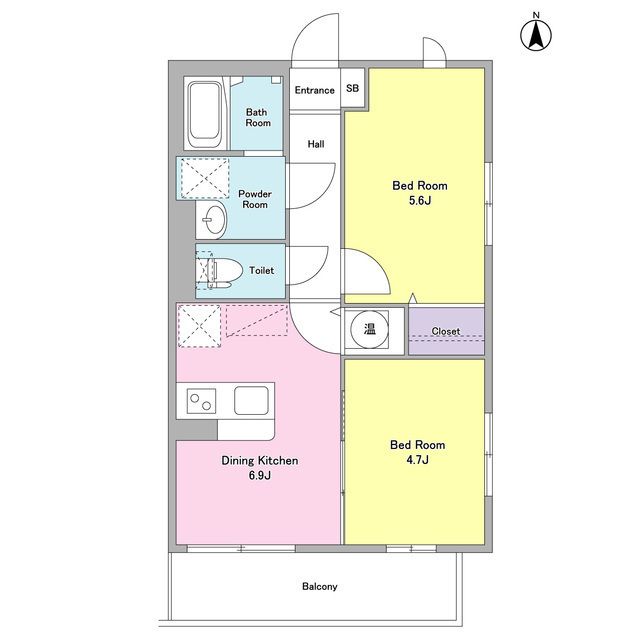 N
Entrance
SB
Bath
Room
Hall
Bed Room
5.6J
Powder
Room
Toilet
温
Closet
Bed Room
4.7J
Dining Kitchen
6.9J
Balcony